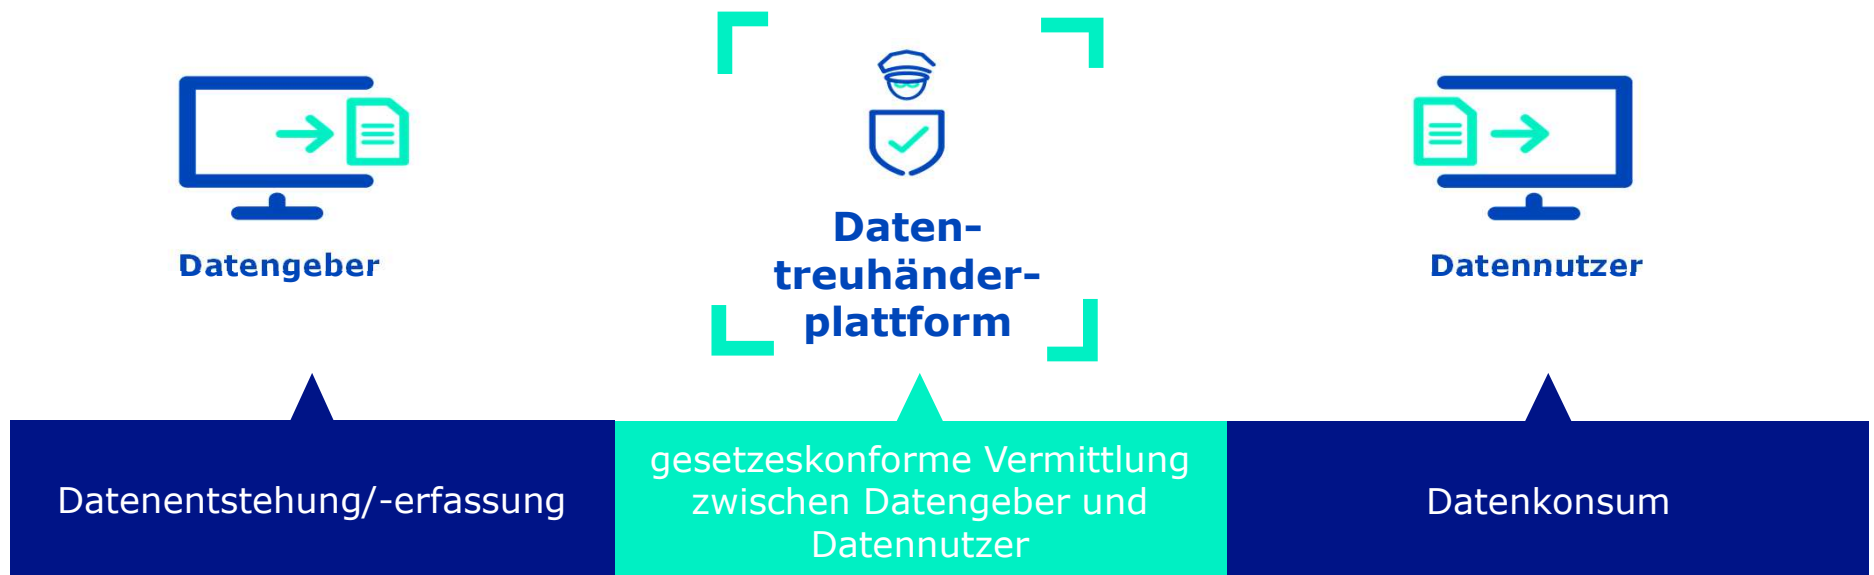 Datengeber
Daten-
treuhänder-
plattform
Datennutzer
Datenentstehung/-erfassung
gesetzeskonforme Vermittlung
zwischen Datengeber und
Datennutzer
Datenkonsum